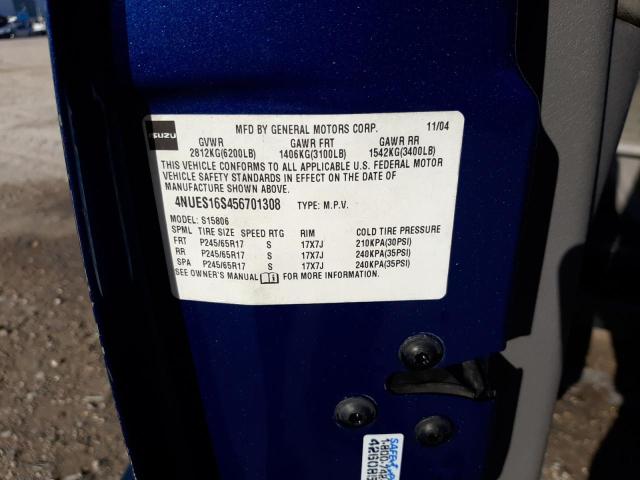 ISUZU
MFD BY GENERAL MOTORS CORP. 11/04
GVWR GAWR FRT GAWR RR
2812KG(6200LB) 1406KG(3100LB) 1542KG(3400LB)
THIS VEHICLE CONFORMS TO ALL APPLICABLE U.S. FEDERAL MOTOR
VEHICLE SAFETY STANDARDS IN EFFECT ON THE DATE OF
MANUFACTURE SHOWN ABOVE.
4NUES16S456701308 TYPE: M.P.V.
MODEL: S15806
SPML TIRE SIZE SPEED RTG RIM COLD TIRE PRESSURE
FRT P245/65R17 S 17X7J 210KPA(30PSI)
RR P245/65R17 S 17X7J 240KPA(35PSI)
SPA P245/65R17 S 17X7J 240KPA(35PSI)
SEE OWNER'S MANUAL FOR MORE INFORMATION.